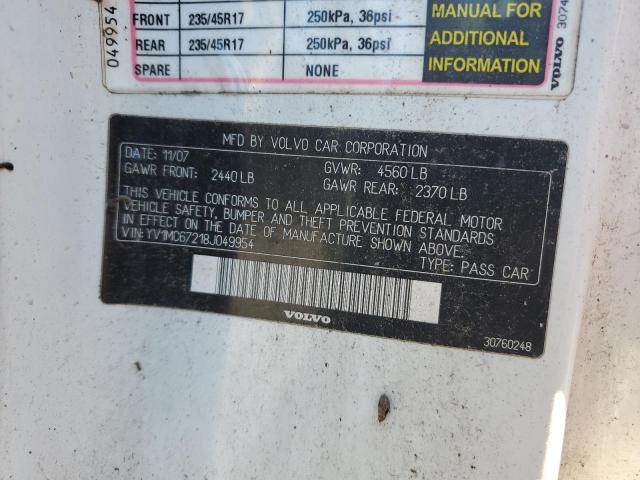 FRONT 235/45R17 250kPa, 36psi
REAR 235/45R17 250kPa, 36psi
SPARE NONE
MANUAL FOR
ADDITIONAL
INFORMATION
VOLVO 3074
049954
MFD BY VOLVO CAR CORPORATION
DATE: 11/07 GVWR: 4560 LB
GAWR FRONT: 2440 LB GAWR REAR: 2370 LB
THIS VEHICLE CONFORMS TO ALL APPLICABLE FEDERAL MOTOR
VEHICLE SAFETY, BUMPER AND THEFT PREVENTION STANDARDS
IN EFFECT ON THE DATE OF MANUFACTURE SHOWN ABOVE:
VIN: YV1MC67218J049954
TYPE: PASS CAR
VOLVO
30760248